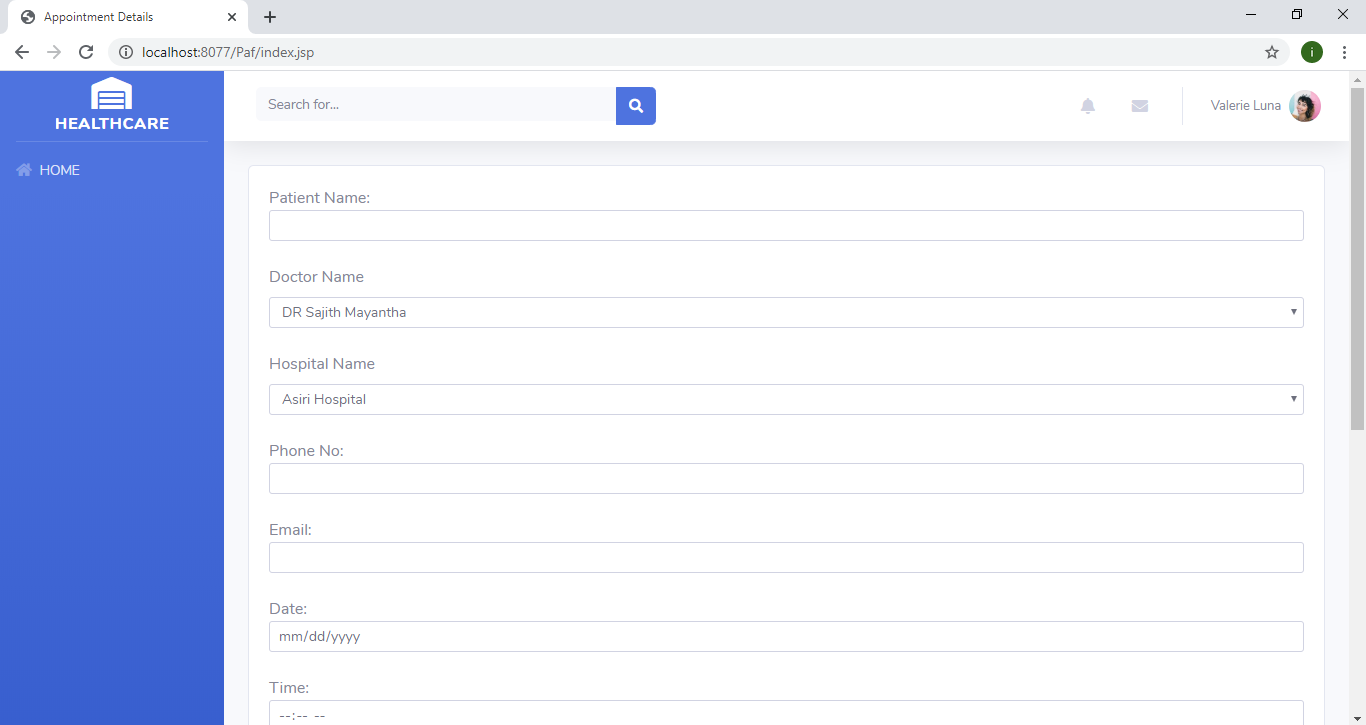 Appointment Details
localhost:8077/Paf/index.jsp
i
HEALTHCARE
HOME
Search for...
Valerie Luna
Patient Name:
Doctor Name
DR Sajith Mayantha
Hospital Name
Asiri Hospital
Phone No:
Email:
Date:
mm/dd/yyyy
Time:
--:-- --